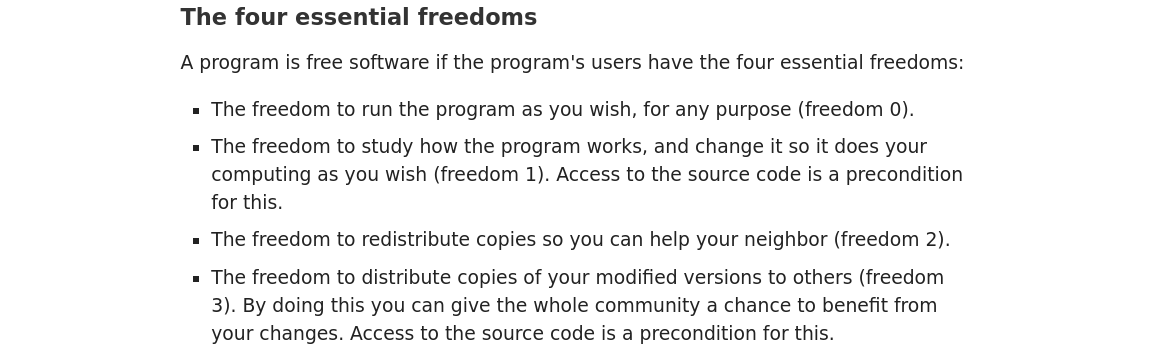 The four essential freedoms
A program is free software if the program's users have the four essential freedoms:
▪ The freedom to run the program as you wish, for any purpose (freedom 0).
▪ The freedom to study how the program works, and change it so it does your
computing as you wish (freedom 1). Access to the source code is a precondition
for this.
▪ The freedom to redistribute copies so you can help your neighbor (freedom 2).
▪ The freedom to distribute copies of your modified versions to others (freedom
3). By doing this you can give the whole community a chance to benefit from
your changes. Access to the source code is a precondition for this.